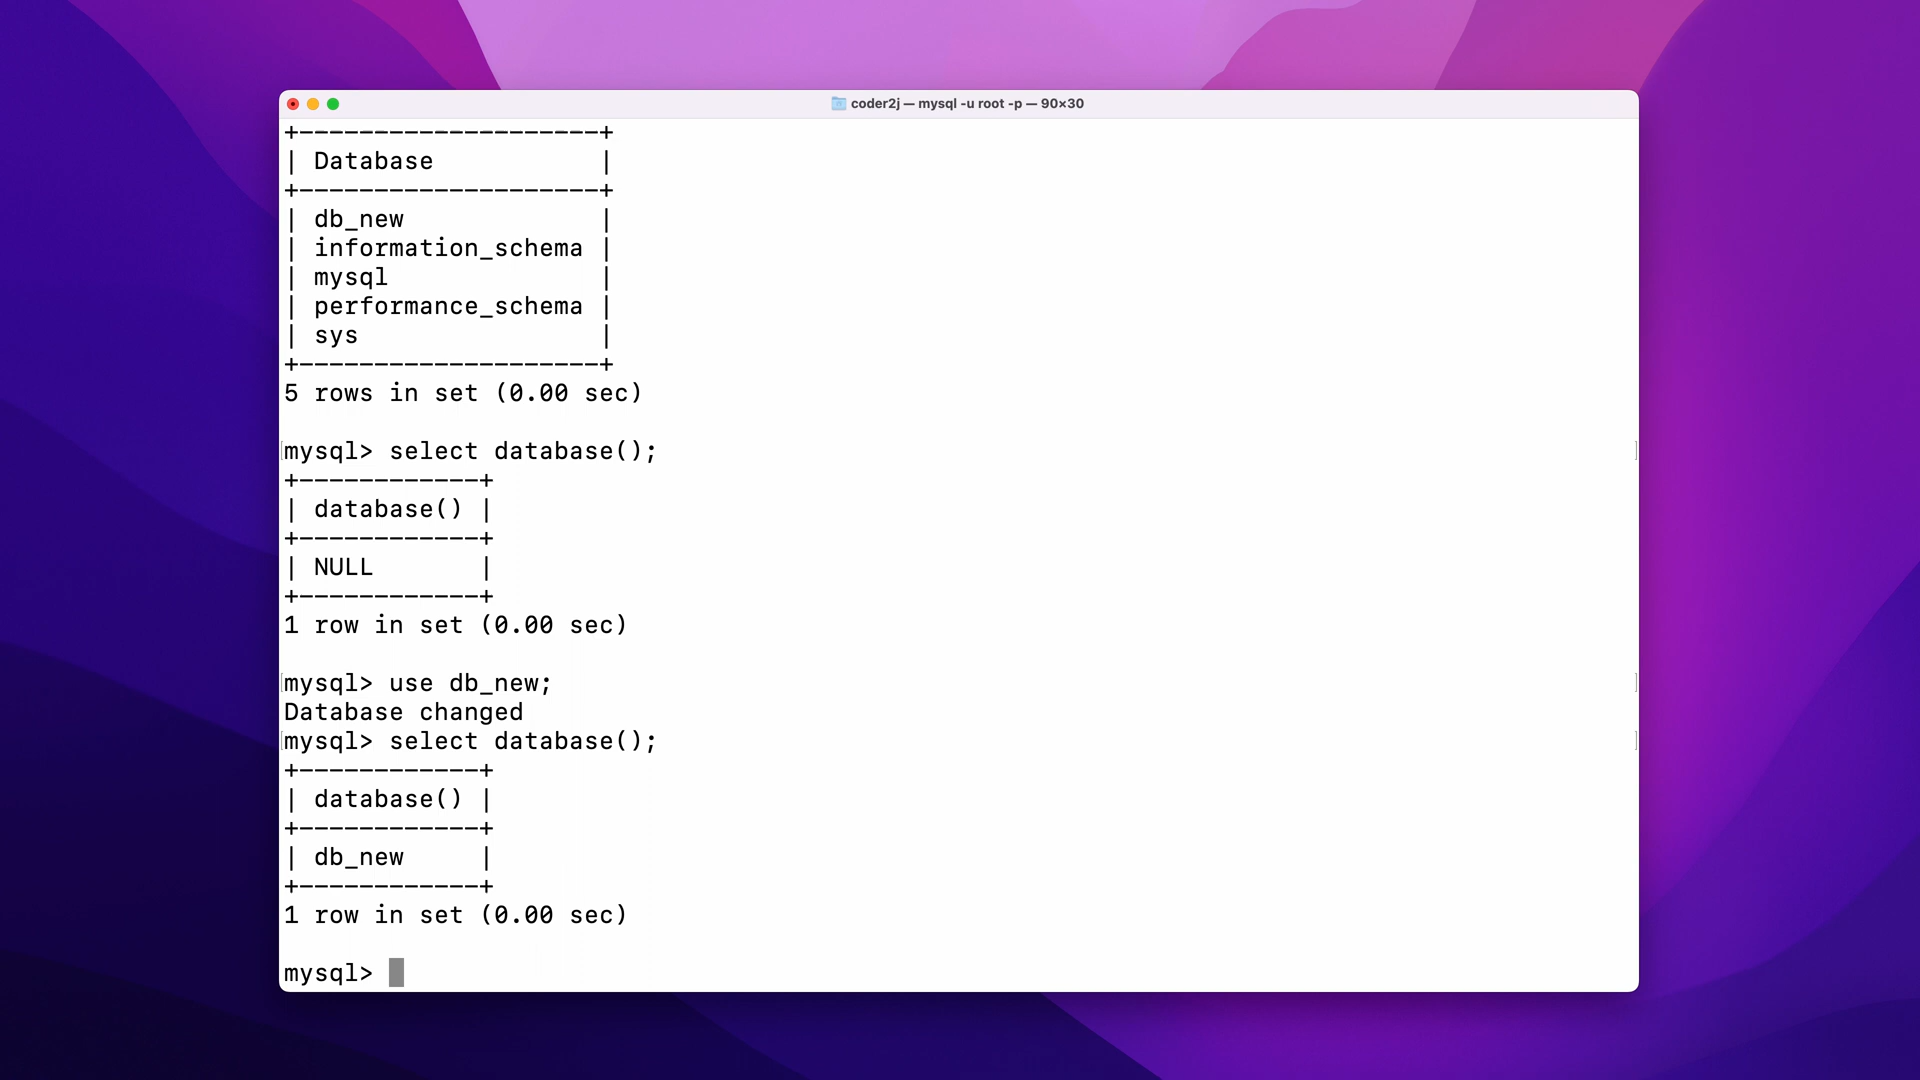 coder2j — mysql -u root -p — 90×30
+--------------------+
| Database           |
+--------------------+
| db_new             |
| information_schema |
| mysql              |
| performance_schema |
| sys                |
+--------------------+
5 rows in set (0.00 sec)
mysql> select database();
+------------+
| database() |
+------------+
| NULL       |
+------------+
1 row in set (0.00 sec)
mysql> use db_new;
Database changed
mysql> select database();
+------------+
| database() |
+------------+
| db_new     |
+------------+
1 row in set (0.00 sec)
mysql>